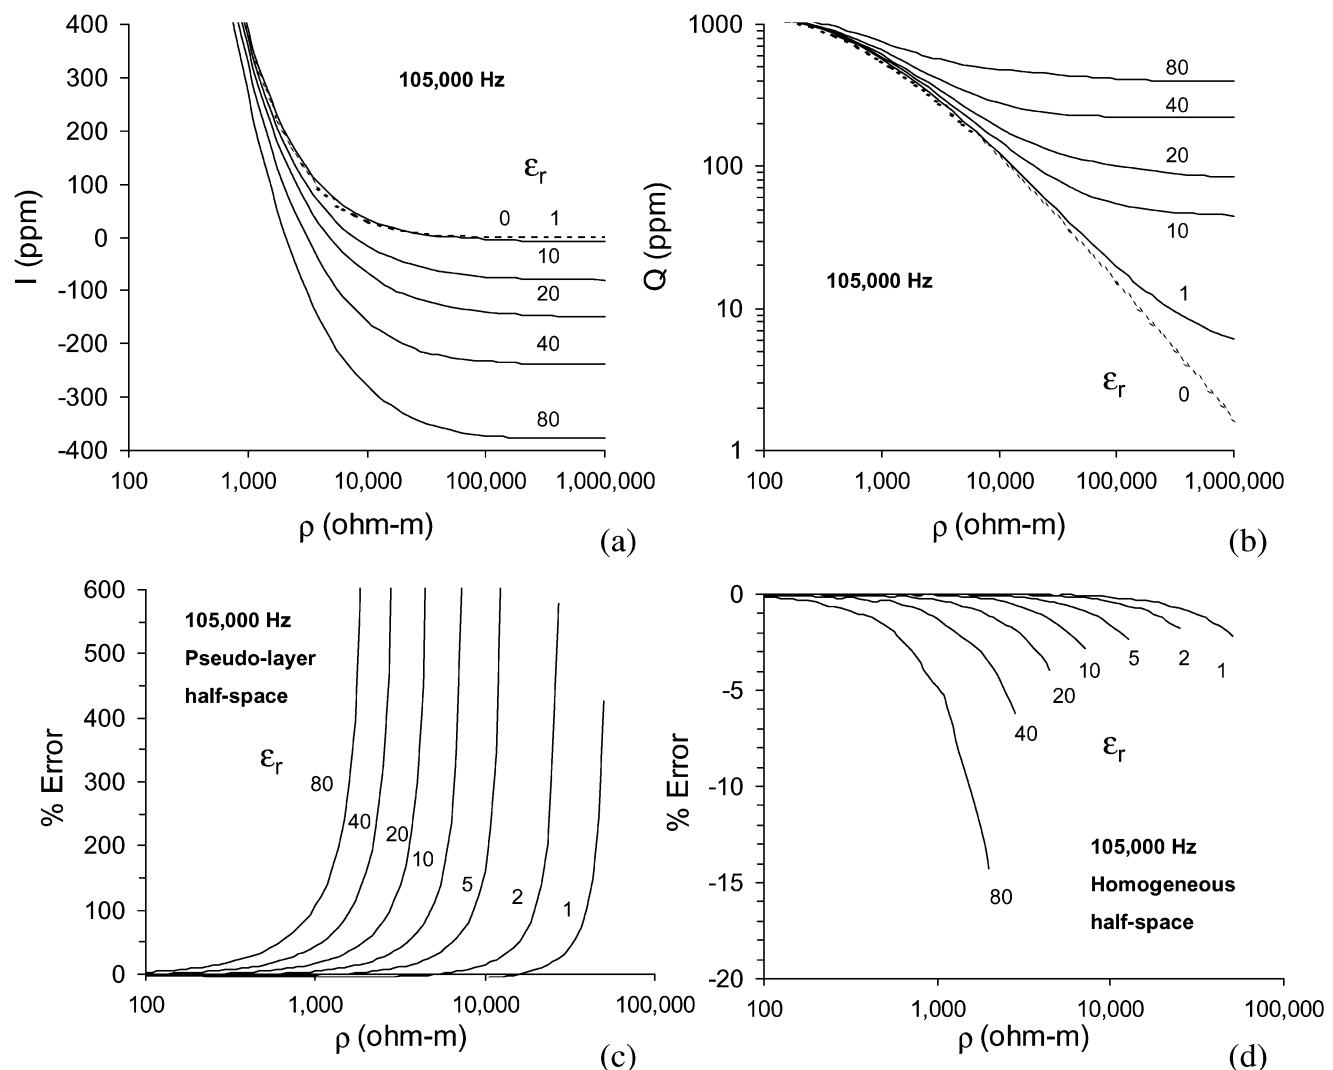 400
300
200
100
0
-100
-200
-300
-400
I (ppm)
105,000 Hz
εr
0 1
10
20
40
80
100 1,000 10,000 100,000 1,000,000
ρ (ohm-m)
(a)
1000
100
10
1
Q (ppm)
80
40
20
10
105,000 Hz
1
εr
0
100 1,000 10,000 100,000 1,000,000
ρ (ohm-m)
(b)
600
500
400
300
200
100
0
% Error
105,000 Hz
Pseudo-layer
half-space
εr
80
40
20
10
5
2
1
100 1,000 10,000 100,000
ρ (ohm-m)
(c)
0
-5
-10
-15
-20
% Error
10 5 2 1
20
40
εr
80
105,000 Hz
Homogeneous
half-space
100 1,000 10,000 100,000
ρ (ohm-m)
(d)